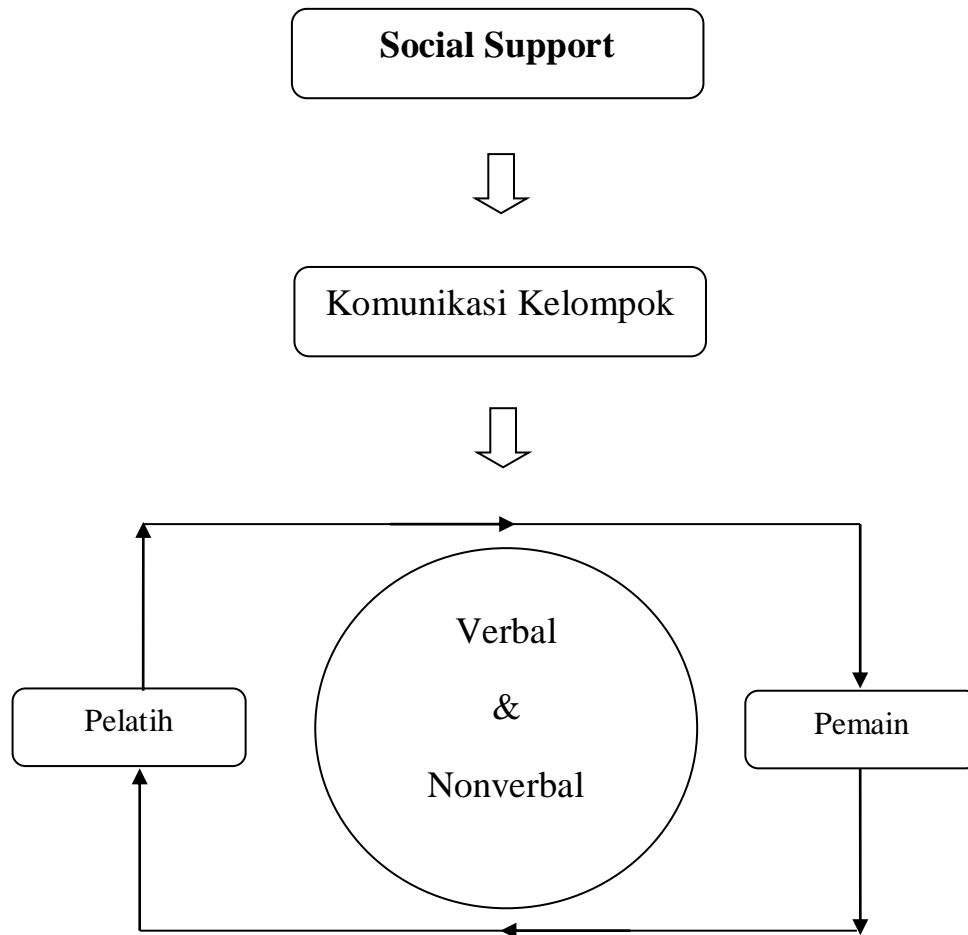 Social Support
Komunikasi Kelompok
Verbal
&
Nonverbal
Pelatih
Pemain